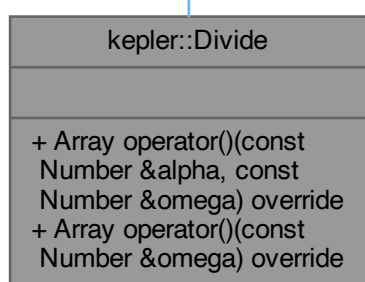 kepler::Divide
+ Array operator()(const
Number &alpha, const
Number &omega) override
+ Array operator()(const
Number &omega) override